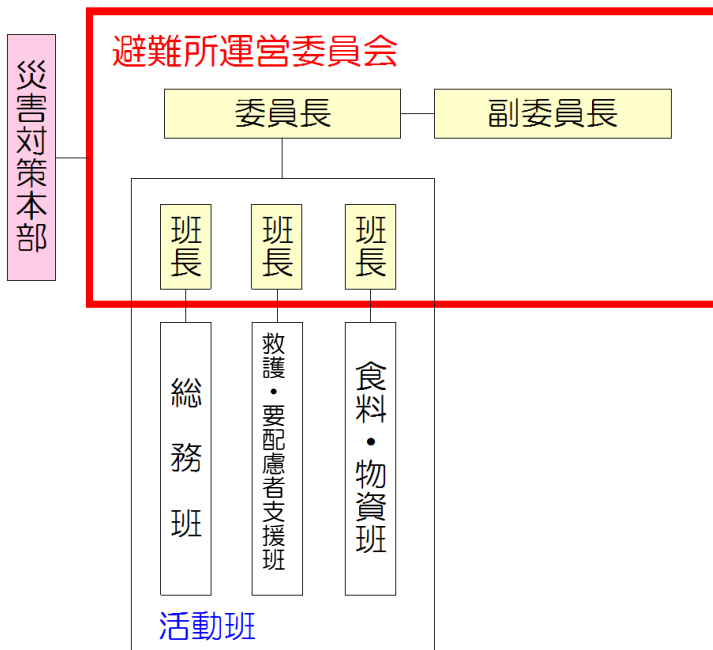 避難所運営委員会
災害対策本部
委員長
副委員長
班長
班長
班長
総務班
救護・要配慮者支援班
食料・物資班
活動班